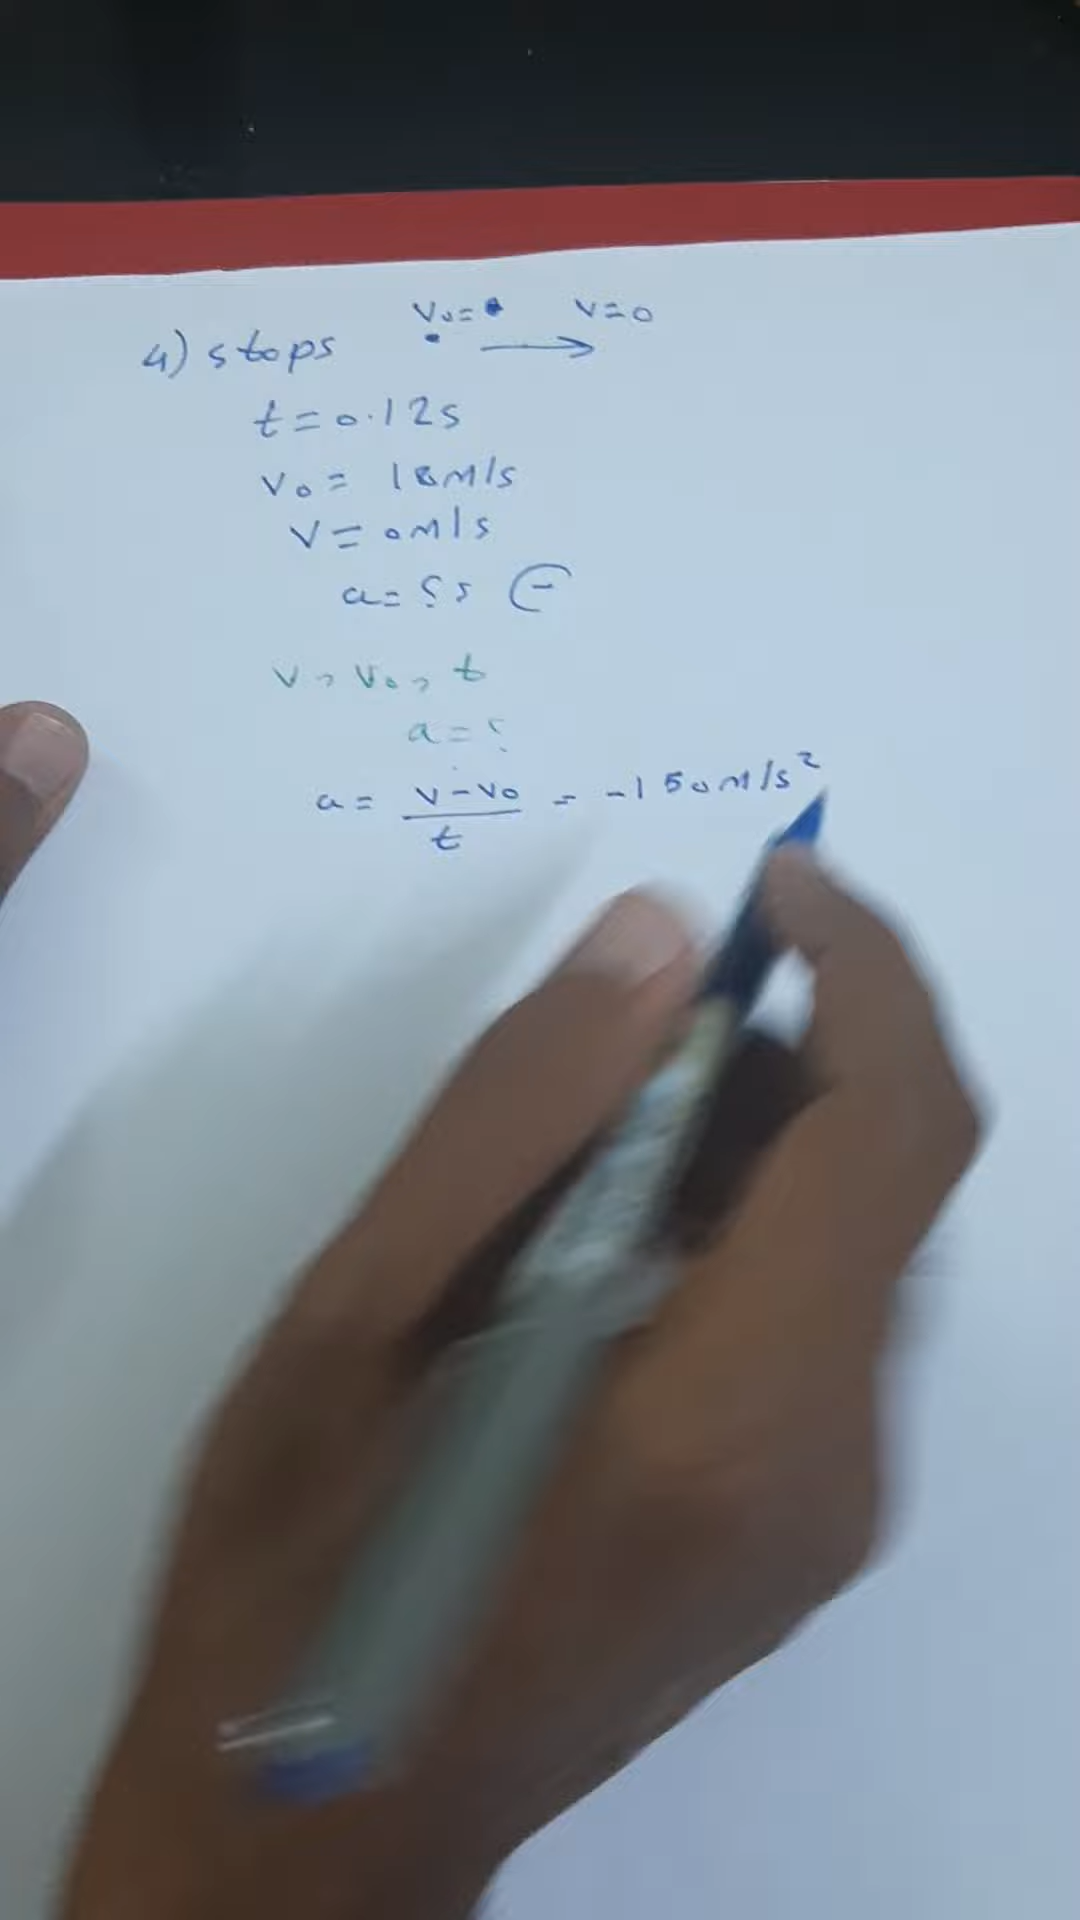 V₀=• V=0
4) stops
t=0.12s
V₀= 18m/s
V=0m/s
a=?? (-
V, V₀, t
a=?
a= (V-V₀)/t = -150m/s²